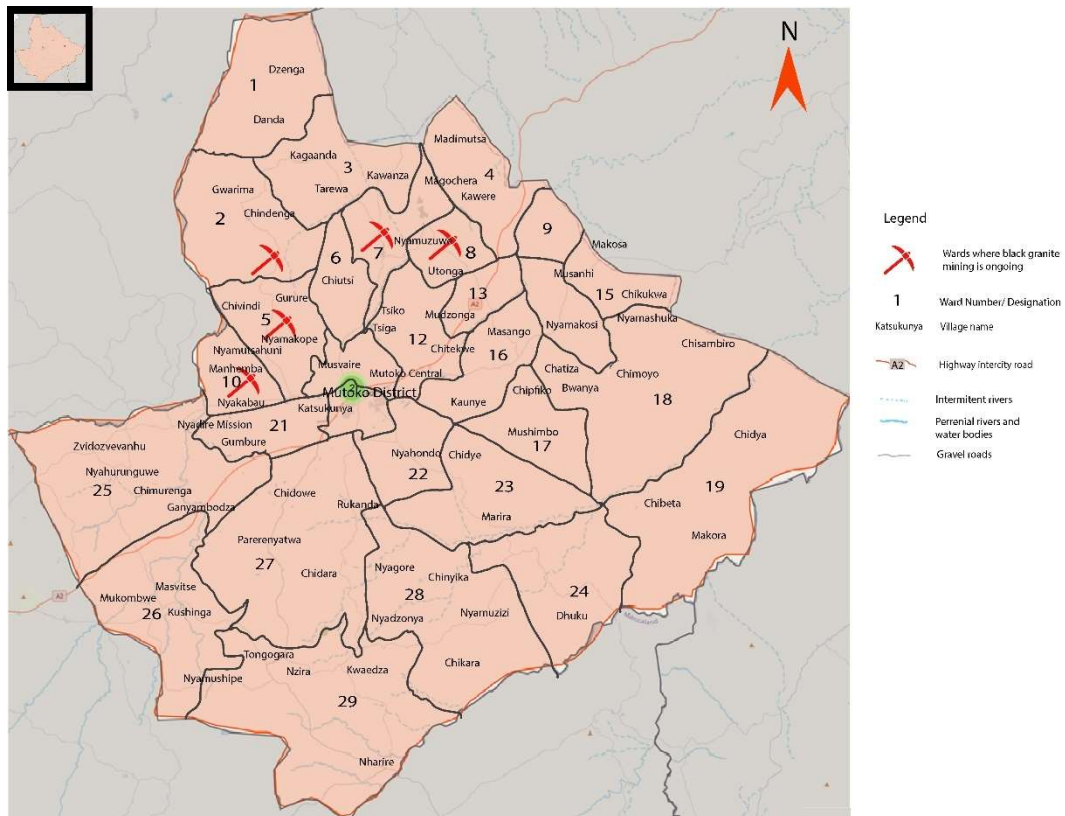 N
1
Dzenga
Danda
Kagaanda
3
Tarewa
Kawanza
Madimutsa
Magochera
4
Kawere
Gwarima
2
Chindenga
6
Chiutsi
7
Nyamuzuwe
8
Utonga
9
Makosa
Musanhi
15
Chikukwa
Nyamakosi
Nyamashuka
Chivindi
Gurure
5
Nyamakope
Nyamutsahuni
Manhemba
10
Nyakabau
Tsiko
Tsiga
12
13
A2
Mudzonga
Chitekwe
Masango
16
Chisambiro
Musvaire
Mutoko Central
Mutoko District
Katsukunya
Kaunye
Chatiza
Bwanya
Chipfiko
Chimoyo
18
Mushimbo
17
Nyadire Mission
21
Gumbure
Zvidozvevanhu
Nyahurunguwe
25
Chimurenga
Ganyambodza
Nyahondo
22
Chidye
23
Marira
Chidya
19
Chibeta
Makora
Chidowe
Rukanda
Parerenyatwa
27
Chidara
Nyagore
Chinyika
28
Nyadzonya
Nyamuzizi
Chikara
24
Dhuku
Manicaland
A2
Masvitse
Mukombwe
26
Kushinga
Nyamushipe
Tongogara
Nzira
Kwaedza
29
Nharire
Legend
Wards where black granite
mining is ongoing
1 Ward Number/ Designation
Katsukunya Village name
A2 Highway intercity road
Intermitent rivers
Perrenial rivers and
water bodies
Gravel roads